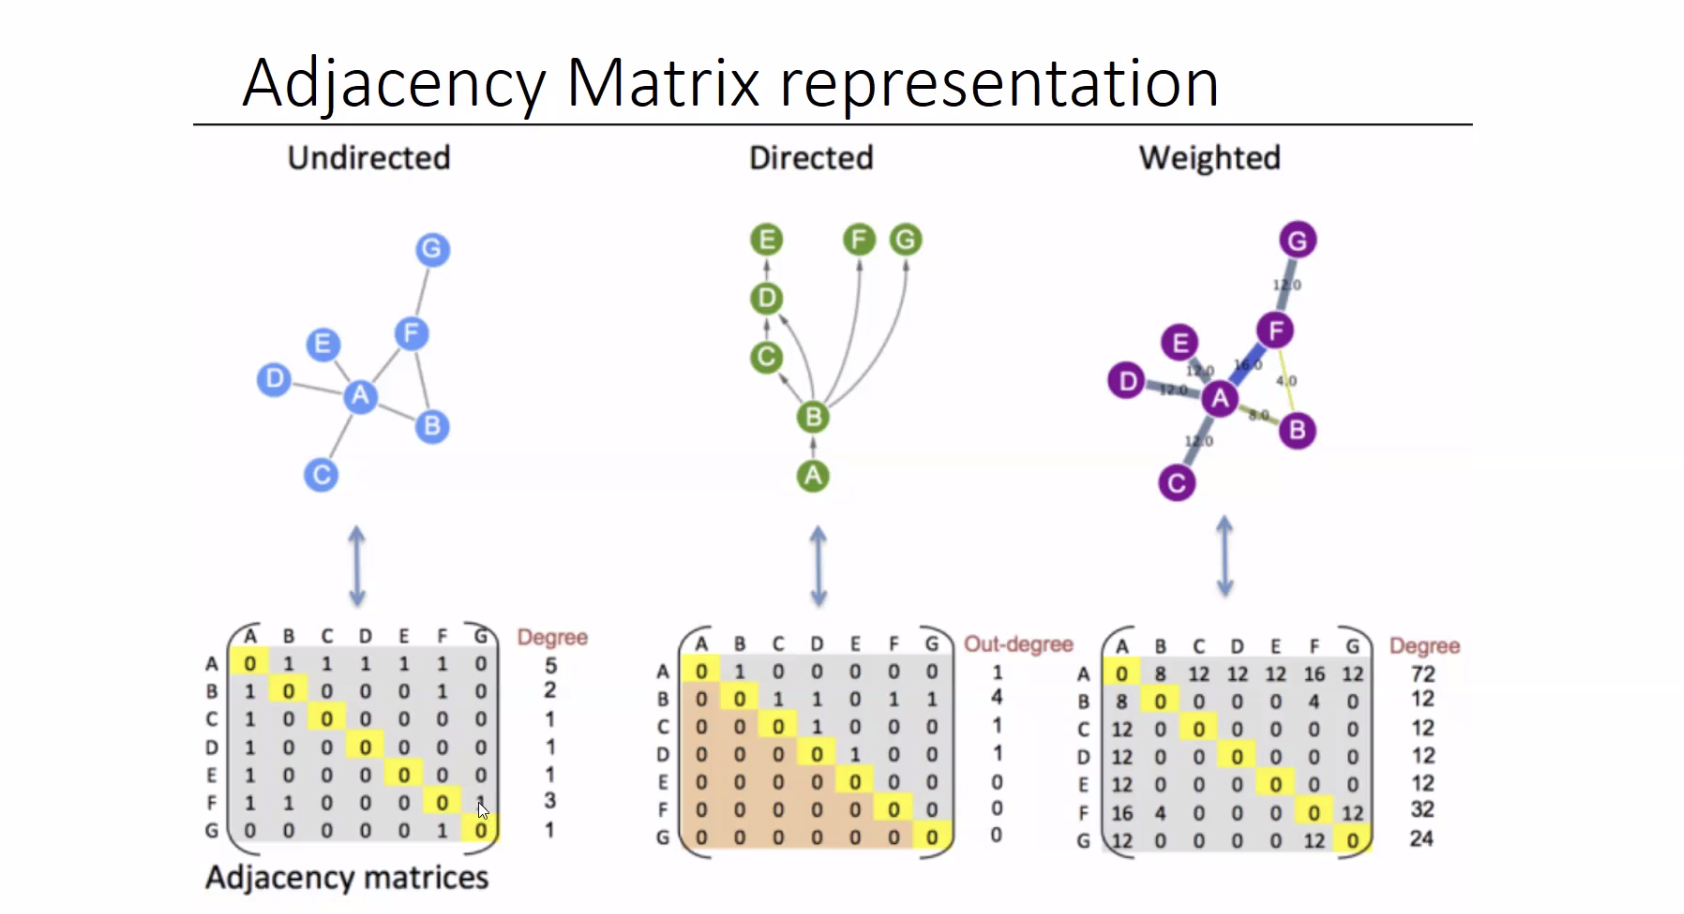 Adjacency Matrix representation
Undirected
Directed
Weighted
G
F
E
D
A
B
C
E
F
G
D
C
B
A
G
12.0
F
E
16.0
12.0
4.0
D
12.0
A
8.0
B
12.0
C
A B C D E F G Degree
A 0 1 1 1 1 1 0 5
B 1 0 0 0 0 1 0 2
C 1 0 0 0 0 0 0 1
D 1 0 0 0 0 0 0 1
E 1 0 0 0 0 0 0 1
F 1 1 0 0 0 0 1 3
G 0 0 0 0 0 1 0 1
Adjacency matrices
A B C D E F G Out-degree
A 0 1 0 0 0 0 0 1
B 0 0 1 1 0 1 1 4
C 0 0 0 1 0 0 0 1
D 0 0 0 0 1 0 0 1
E 0 0 0 0 0 0 0 0
F 0 0 0 0 0 0 0 0
G 0 0 0 0 0 0 0 0
A B C D E F G Degree
A 0 8 12 12 12 16 12 72
B 8 0 0 0 0 4 0 12
C 12 0 0 0 0 0 0 12
D 12 0 0 0 0 0 0 12
E 12 0 0 0 0 0 0 12
F 16 4 0 0 0 0 12 32
G 12 0 0 0 0 12 0 24